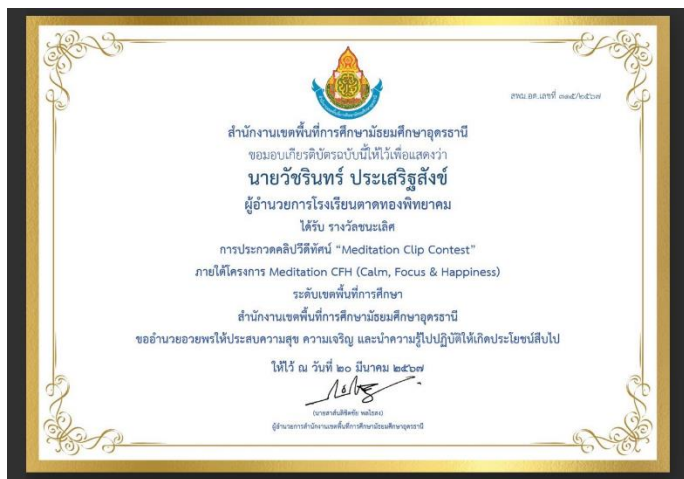 สพม.อด.เลขที่ ๓๑๕/๒๕๖๗
สำนักงานเขตพื้นที่การศึกษามัธยมศึกษาอุดรธานี
ขอมอบเกียรติบัตรฉบับนี้ให้ไว้เพื่อแสดงว่า
นายวัชรินทร์ ประเสริฐสังข์
ผู้อำนวยการโรงเรียนตาดทองพิทยาคม
ได้รับ รางวัลชนะเลิศ
การประกวดคลิปวีดีทัศน์ “Meditation Clip Contest”
ภายใต้โครงการ Meditation CFH (Calm, Focus & Happiness)
ระดับเขตพื้นที่การศึกษา
สำนักงานเขตพื้นที่การศึกษามัธยมศึกษาอุดรธานี
ขออำนวยอวยพรให้ประสบความสุข ความเจริญ และนำความรู้ไปปฏิบัติให้เกิดประโยชน์สืบไป
ให้ไว้ ณ วันที่ ๒๐ มีนาคม ๒๕๖๗
ผู้อำนวยการสำนักงานเขตพื้นที่การศึกษามัธยมศึกษาอุดรธานี